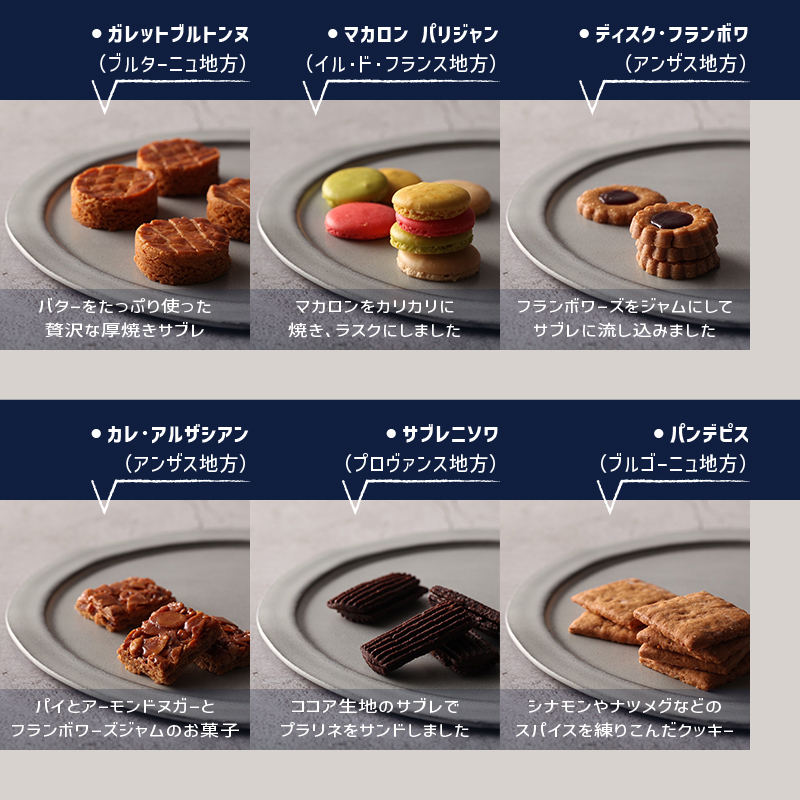 ●ガレットブルトンヌ
（ブルターニュ地方）
●マカロン パリジャン
（イル・ド・フランス地方）
●ディスク・フランボワ
（アンザス地方）
バターをたっぷり使った
贅沢な厚焼きサブレ
マカロンをカリカリに
焼き、ラスクにしました
フランボワーズをジャムにして
サブレに流し込みました
●カレ・アルザシアン
（アンザス地方）
●サブレニソワ
（プロヴァンス地方）
●パンデピス
（ブルゴーニュ地方）
パイとアーモンドヌガーと
フランボワーズジャムのお菓子
ココア生地のサブレで
プラリネをサンドしました
シナモンやナツメグなどの
スパイスを練りこんだクッキー